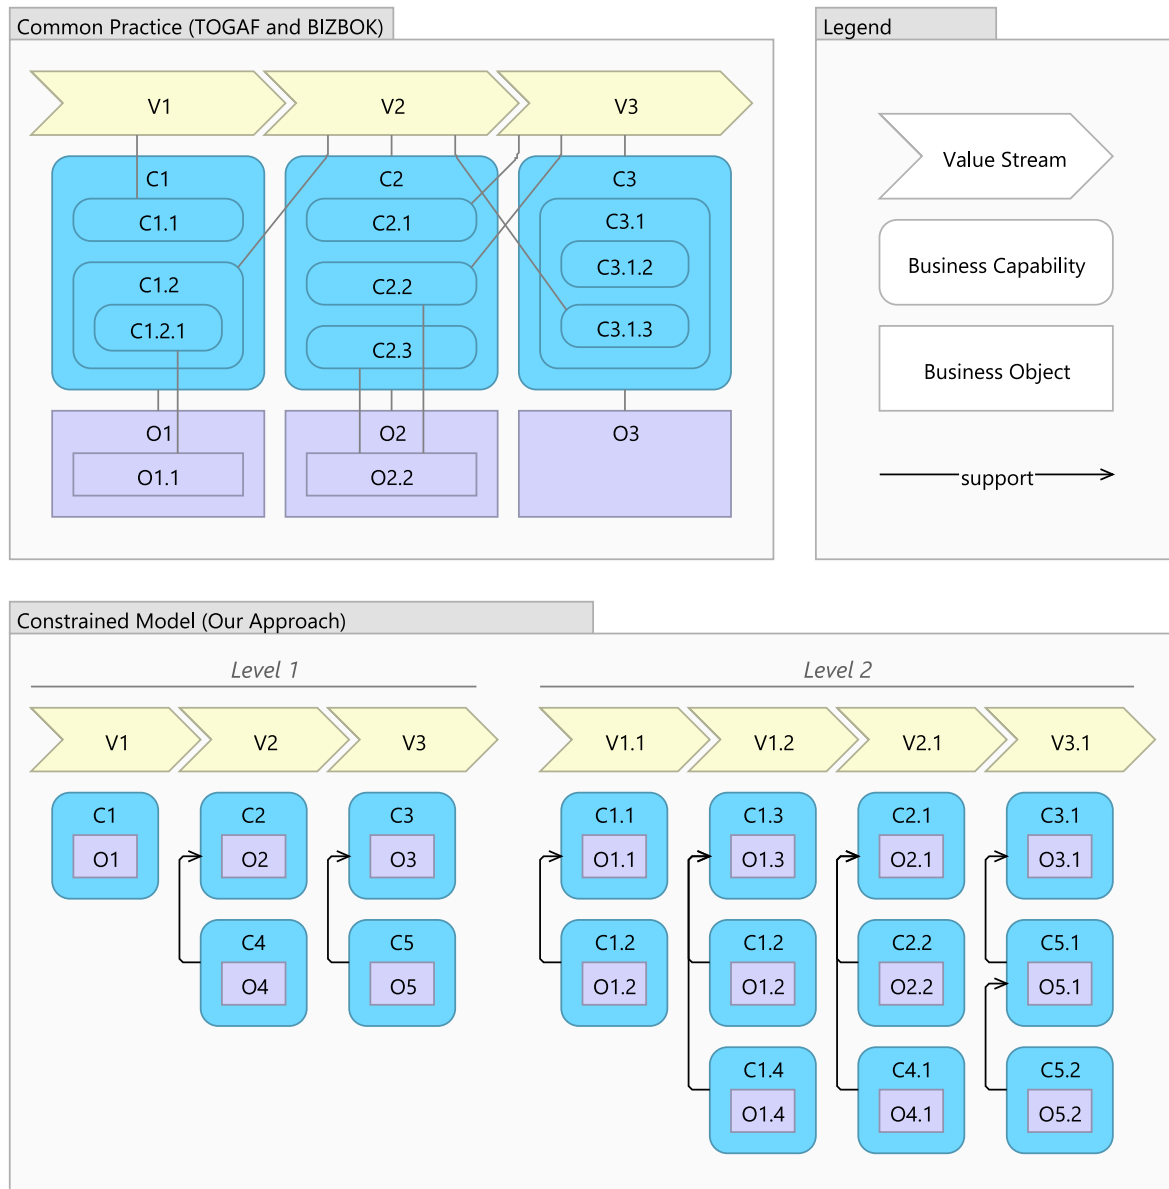 Common Practice (TOGAF and BIZBOK)
V1
V2
V3
C1
C2
C3
C1.1
C2.1
C3.1
C3.1.2
C1.2
C2.2
C1.2.1
C3.1.3
C2.3
O1
O2
O3
O1.1
O2.2
Legend
Value Stream
Business Capability
Business Object
support
Constrained Model (Our Approach)
Level 1
Level 2
V1
V2
V3
V1.1
V1.2
V2.1
V3.1
C1
C2
C3
C1.1
C1.3
C2.1
C3.1
O1
O2
O3
O1.1
O1.3
O2.1
O3.1
C4
C5
C1.2
C1.2
C2.2
C5.1
O4
O5
O1.2
O1.2
O2.2
O5.1
C1.4
C4.1
C5.2
O1.4
O4.1
O5.2